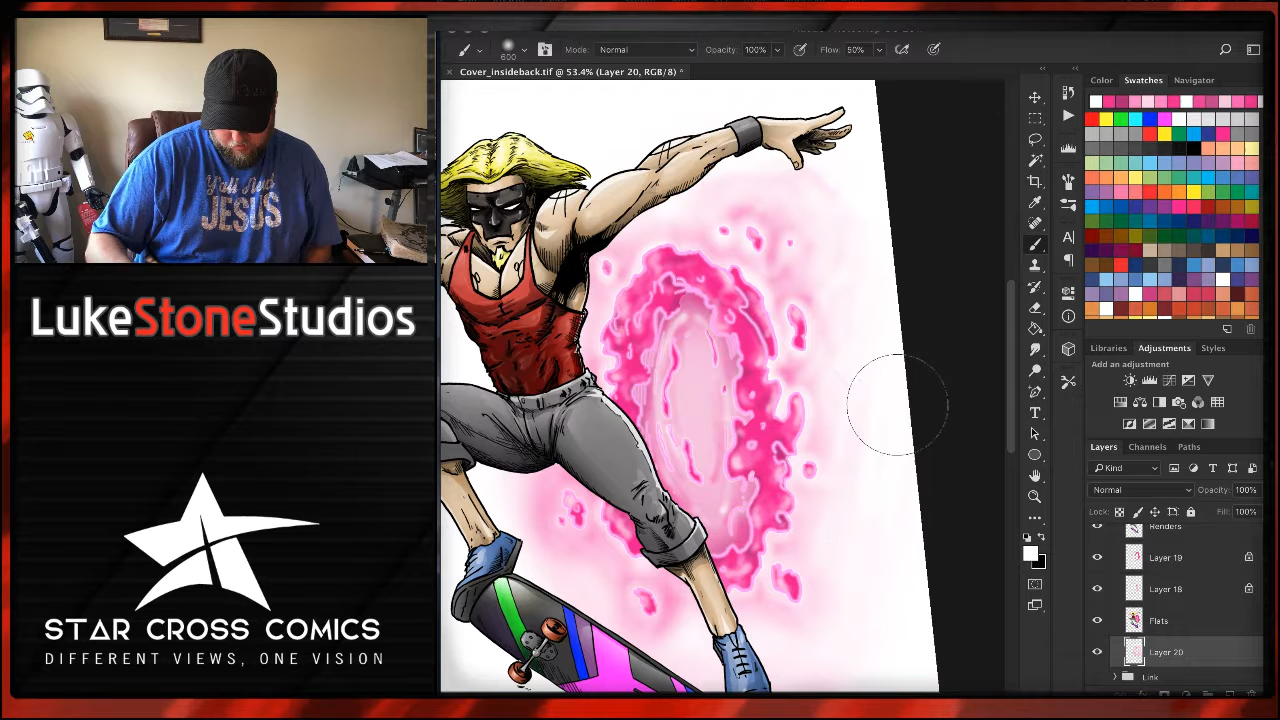 600
Mode: Normal
Opacity: 100%
Flow: 50%
× Cover_insideback.tif @ 53.4% (Layer 20, RGB/8) *
Color Swatches Navigator
Y'all Need
JESUS
LukeStoneStudios
STAR CROSS COMICS
DIFFERENT VIEWS, ONE VISION
Libraries Adjustments Styles
Add an adjustment
Layers Channels Paths
Kind
Normal Opacity: 100%
Lock: Fill: 100%
Renders
Layer 19
Layer 18
Flats
Layer 20
Link